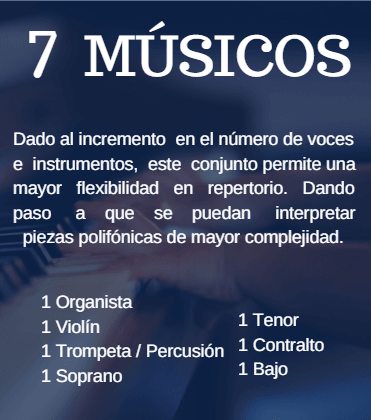 7 MÚSICOS
Dado al incremento en el número de voces
e instrumentos, este conjunto permite una
mayor flexibilidad en repertorio. Dando
paso a que se puedan interpretar
piezas polifónicas de mayor complejidad.
1 Organista
1 Violín
1 Trompeta / Percusión
1 Soprano
1 Tenor
1 Contralto
1 Bajo